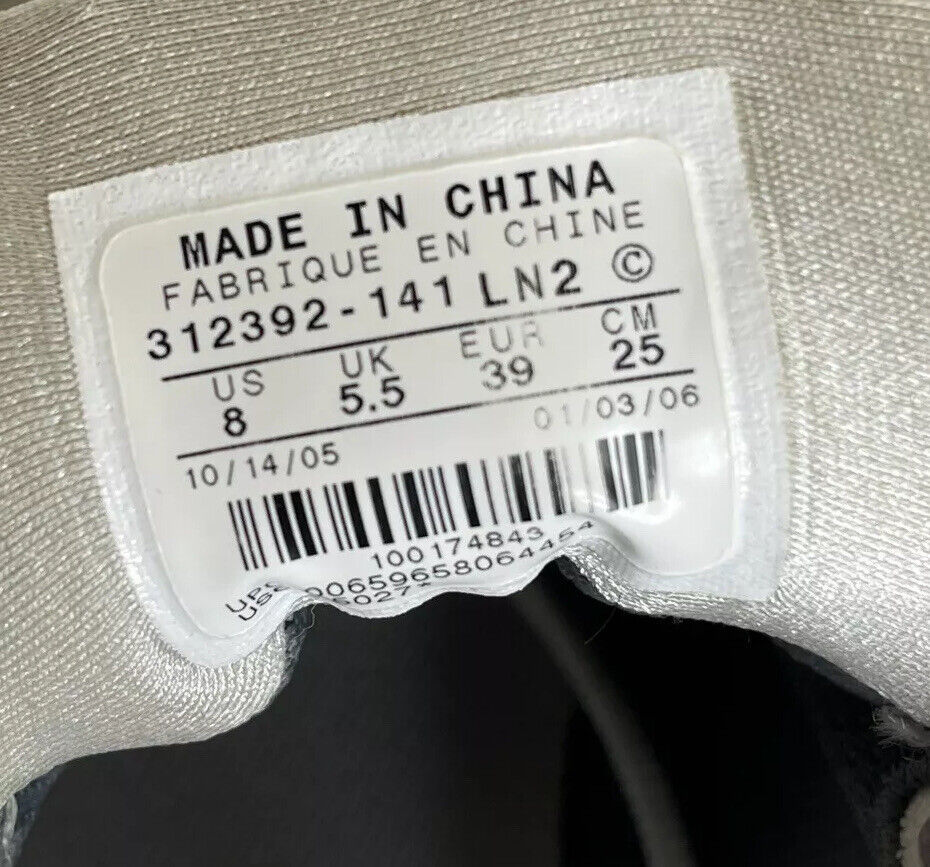 MADE IN CHINA
FABRIQUE EN CHINE
312392-141 LN2 ©
US UK EUR CM
8 5.5 39 25
10/14/05 01/03/06
100174843